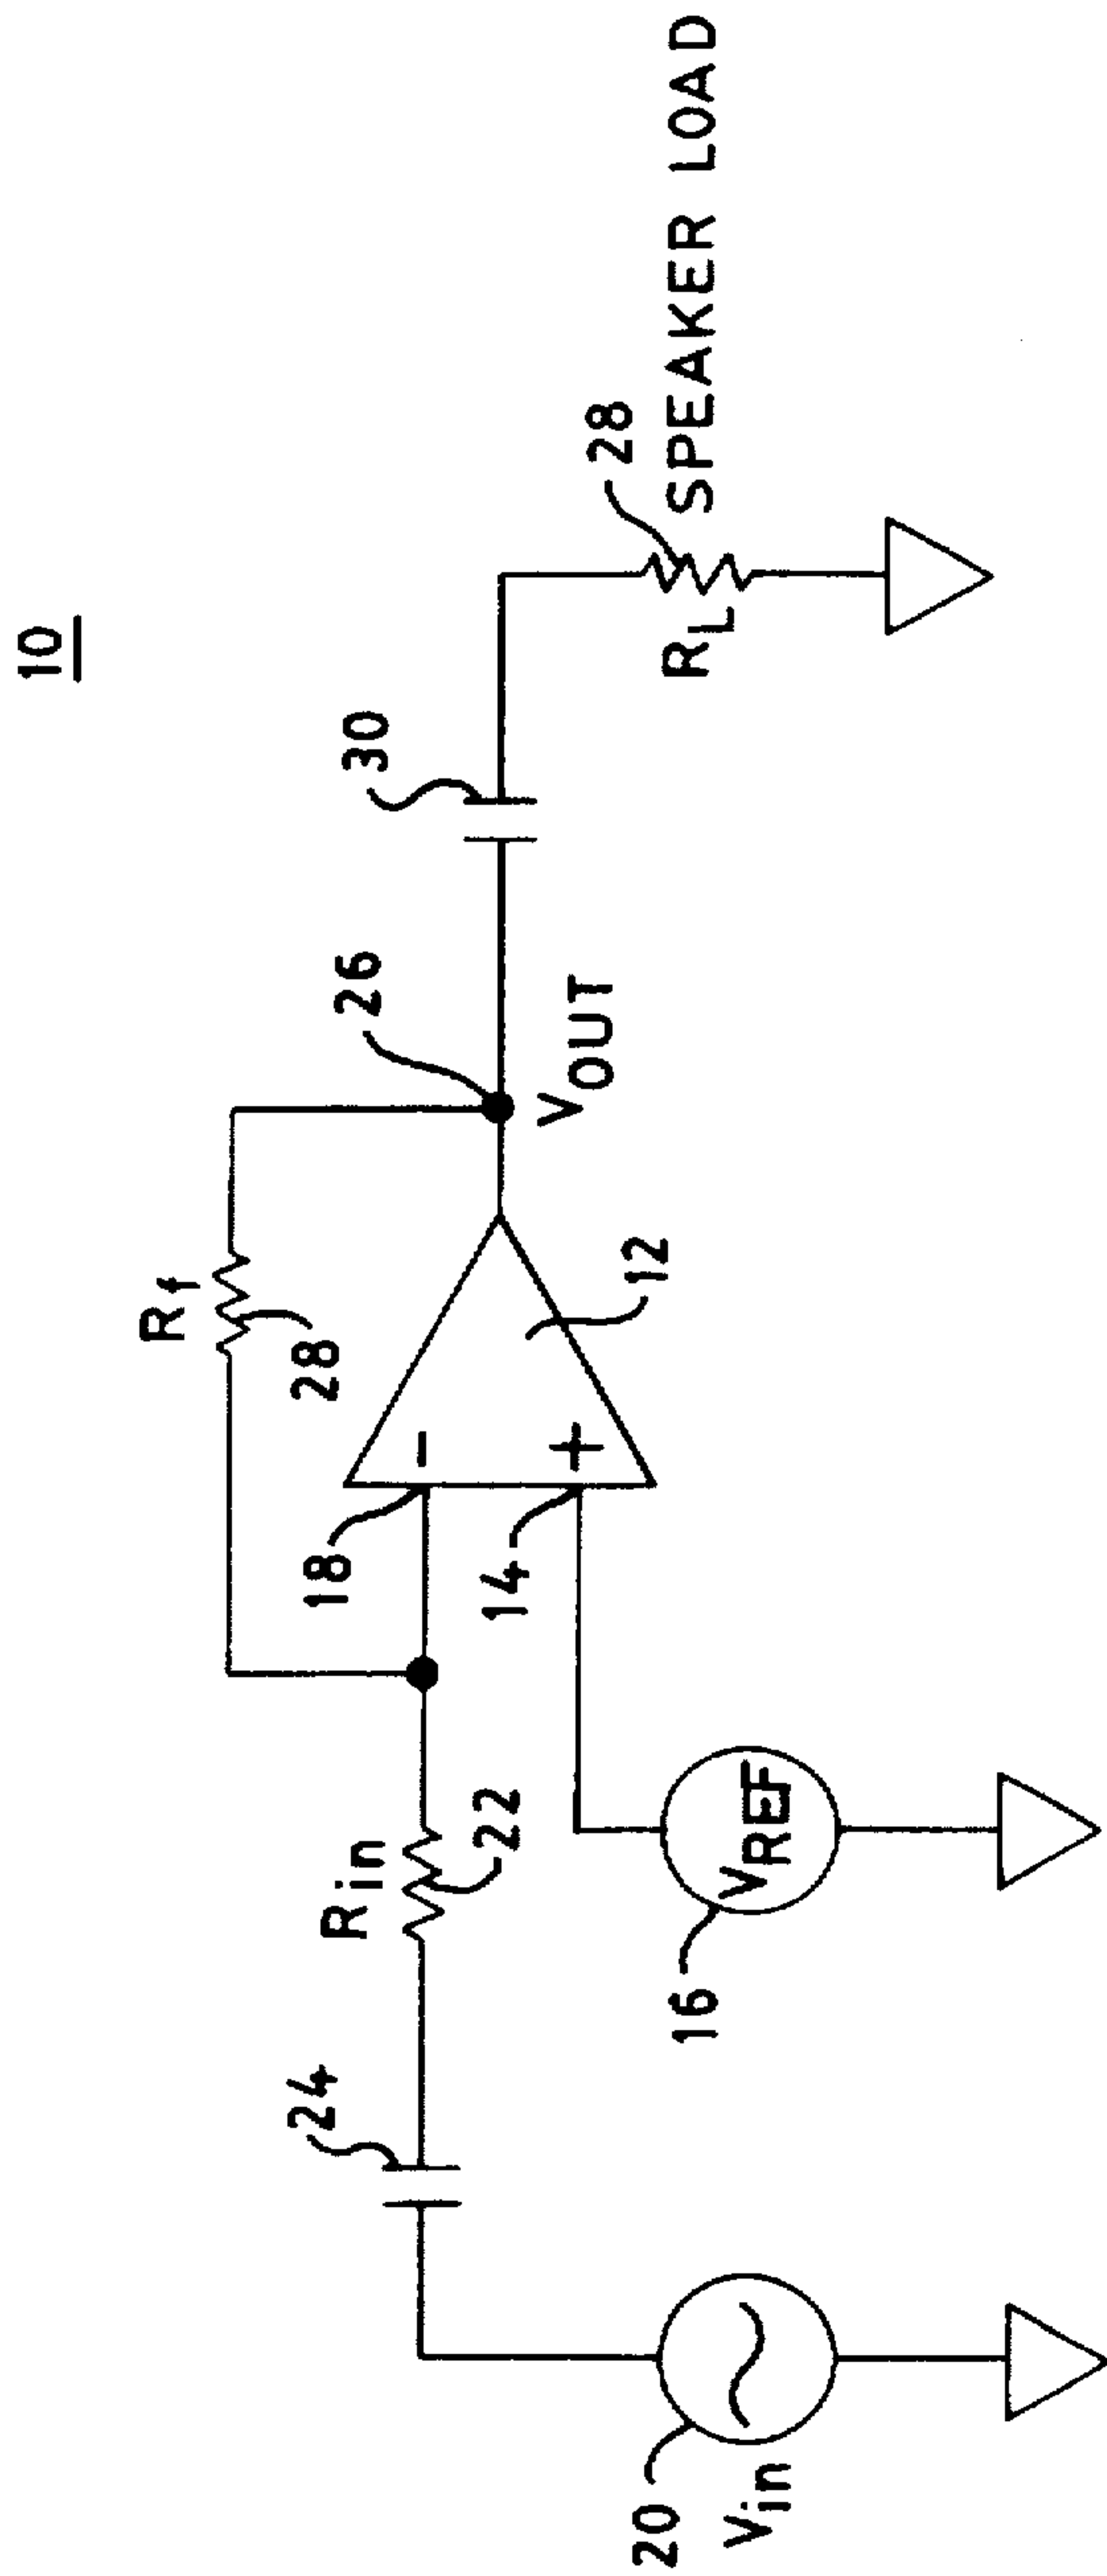 10
R_f
28
26
30
28
SPEAKER LOAD
R_L
24
R_in
22
18
-
14
+
12
V_OUT
16
V_REF
20
V_in